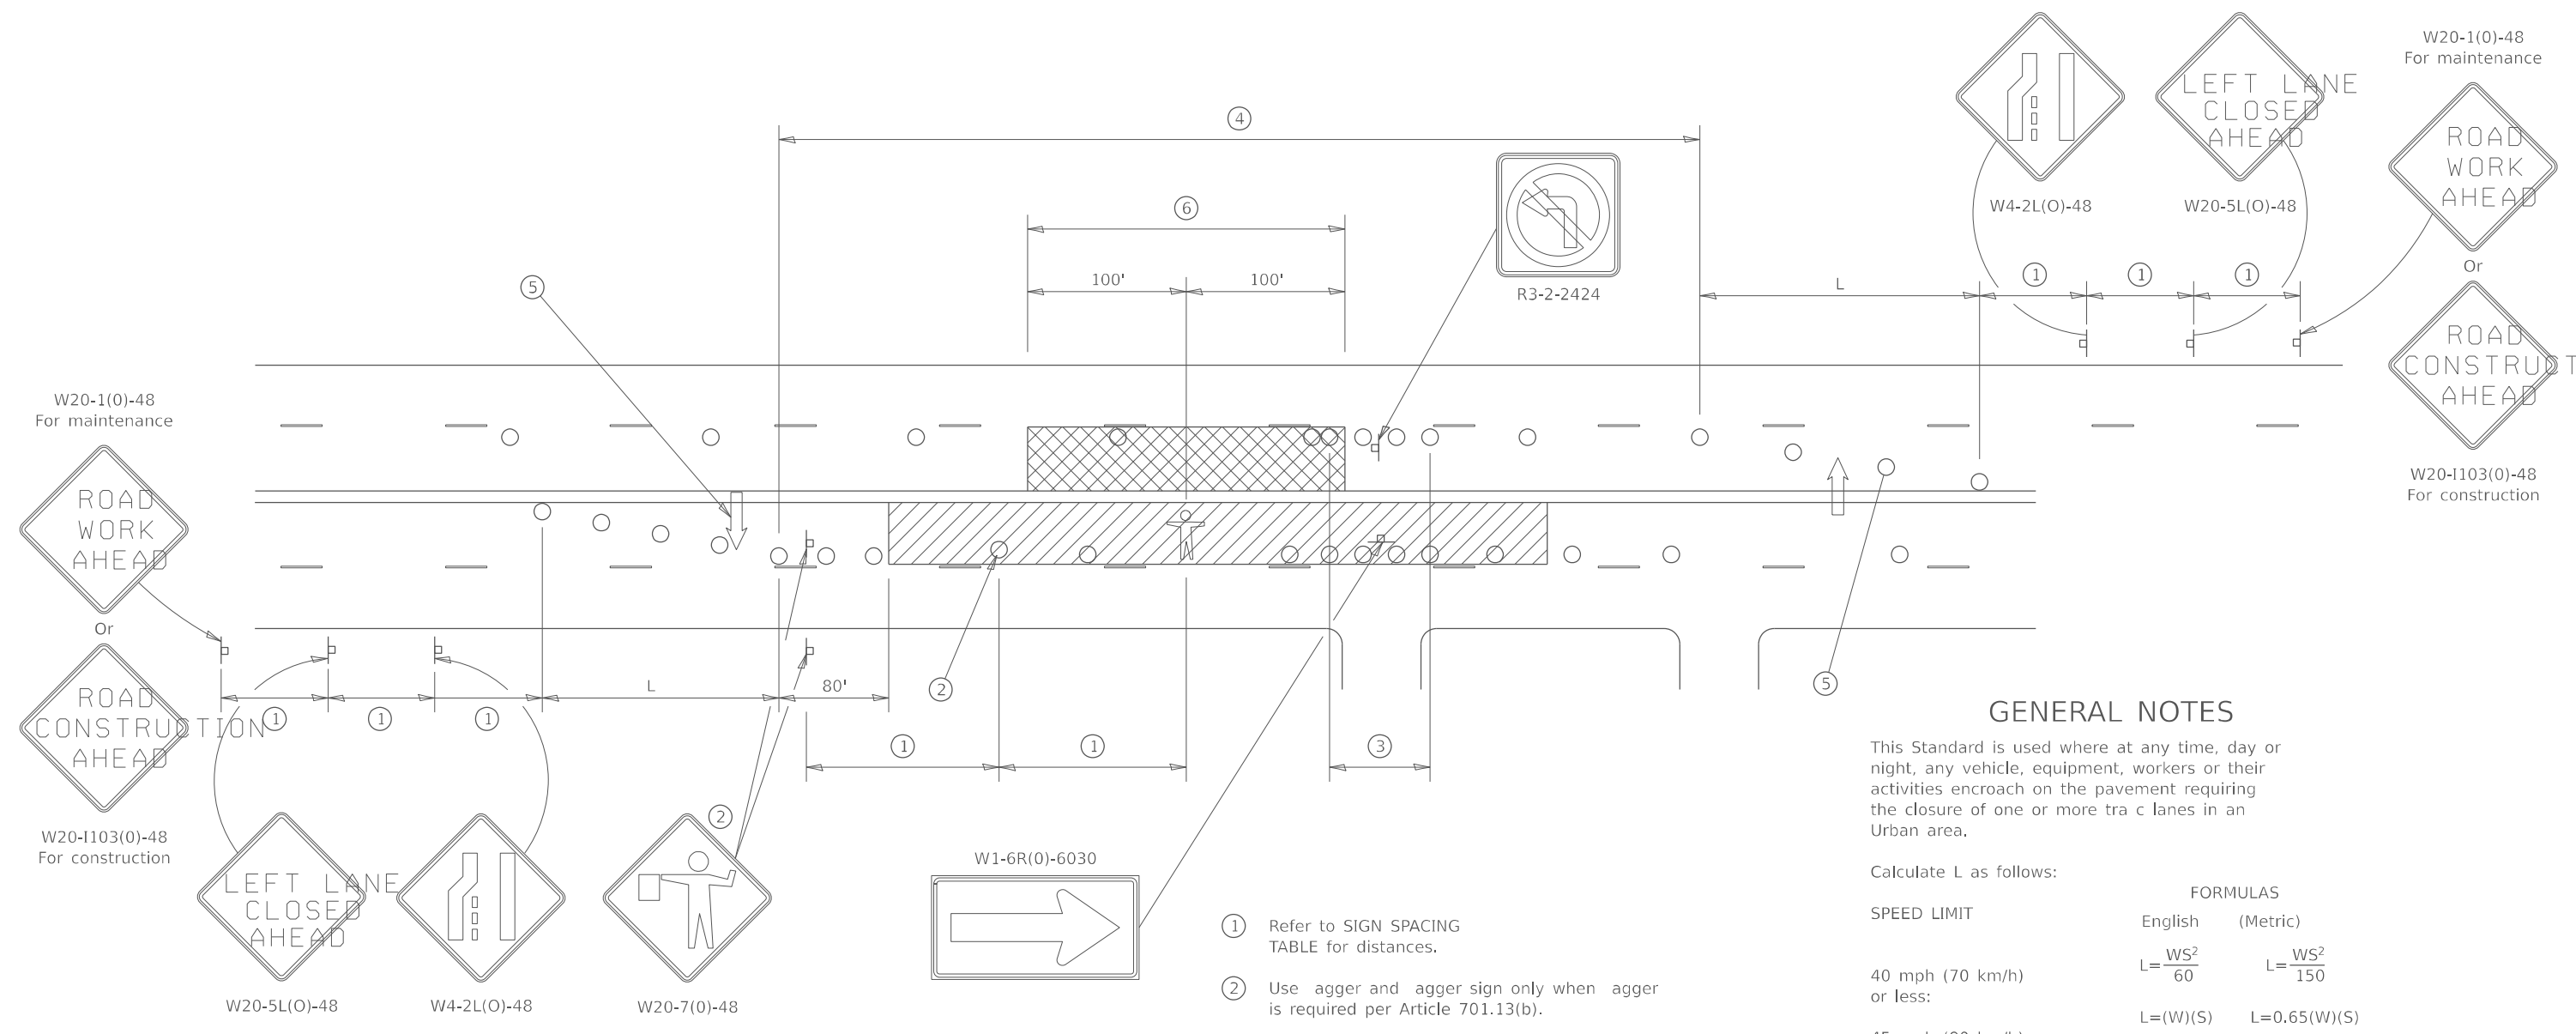 W20-1(0)-48
For maintenance
ROAD
WORK
AHEAD
Or
ROAD
CONSTRUCTION
AHEAD
W20-I103(0)-48
For construction
LEFT LANE
CLOSED
AHEAD
W20-5L(O)-48
W4-2L(O)-48
2
W20-7(0)-48
5
4
6
100'
100'
R3-2-2424
L
1
1
1
W4-2L(O)-48
LEFT LANE
CLOSED
AHEAD
W20-5L(O)-48
W20-1(0)-48
For maintenance
ROAD
WORK
AHEAD
Or
ROAD
CONSTRUCT
AHEAD
W20-I103(0)-48
For construction
1
1
1
L
80'
2
1
1
3
5
W1-6R(0)-6030
1 Refer to SIGN SPACING
TABLE for distances.
2 Use agger and agger sign only when agger
is required per Article 701.13(b).
GENERAL NOTES
This Standard is used where at any time, day or
night, any vehicle, equipment, workers or their
activities encroach on the pavement requiring
the closure of one or more tra c lanes in an
Urban area.
Calculate L as follows:
FORMULAS
SPEED LIMIT
English (Metric)
40 mph (70 km/h)
or less:
L=WS²/60 L=WS²/150
L=(W)(S) L=0.65(W)(S)